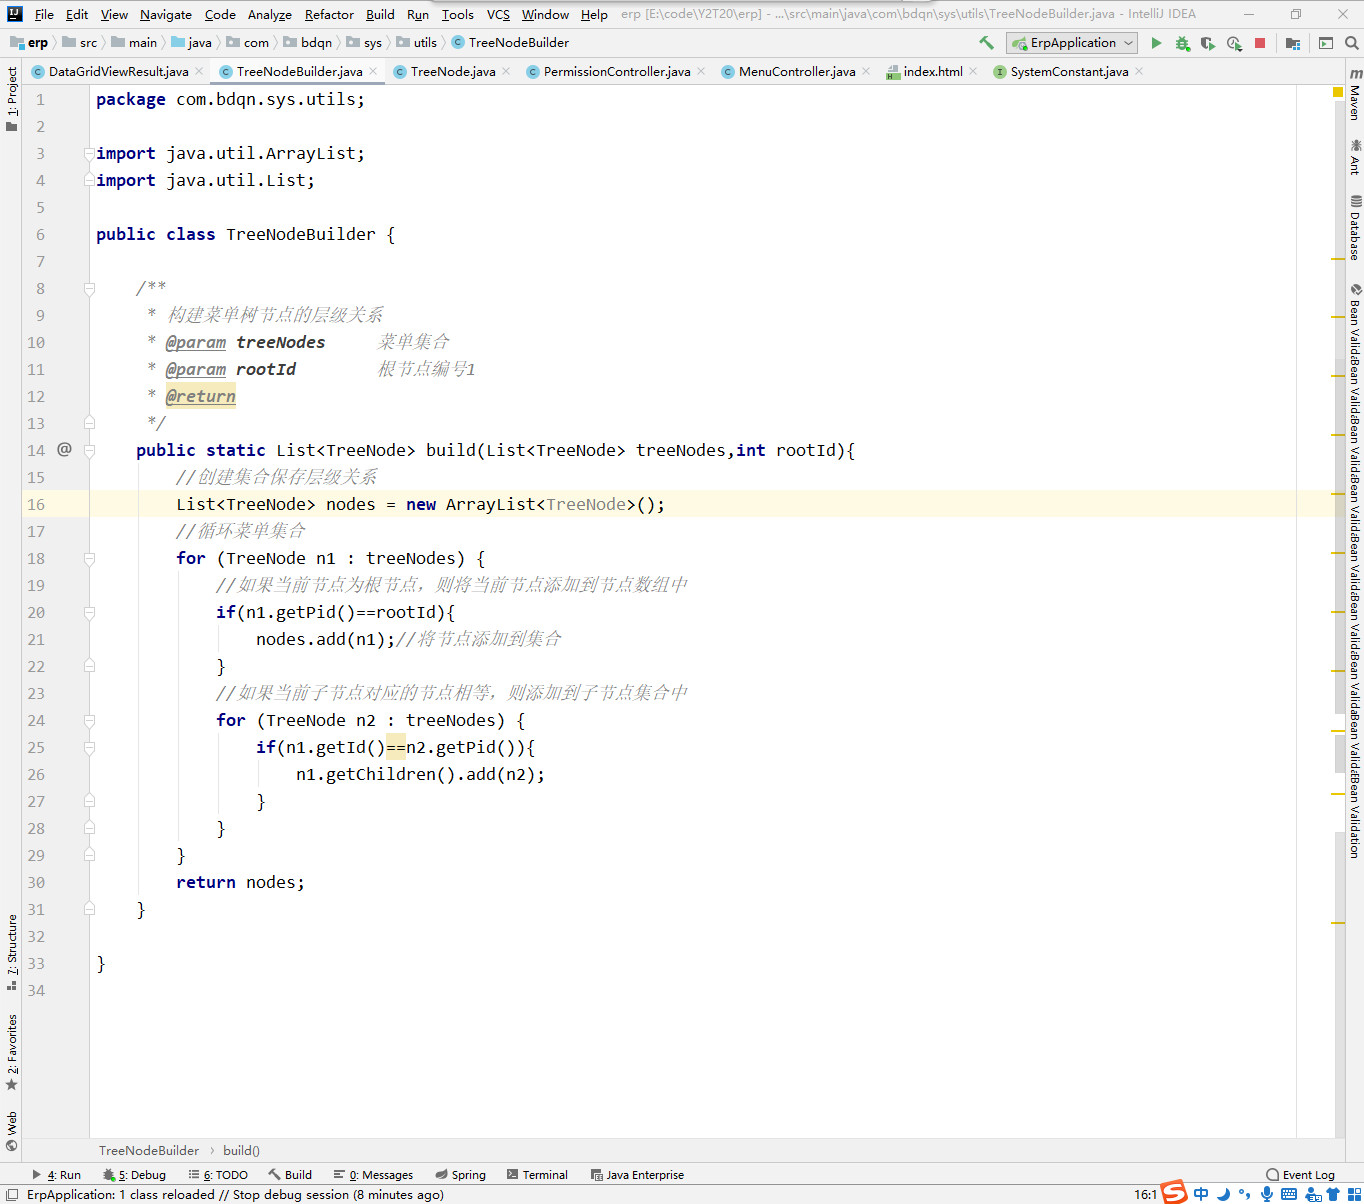 File Edit View Navigate Code Analyze Refactor Build Run Tools VCS Window Help erp [E:\code\Y2T20\erp] - ...\src\main\java\com\bdqn\sys\utils\TreeNodeBuilder.java - IntelliJ IDEA
erp src main java com bdqn sys utils TreeNodeBuilder ErpApplication
DataGridViewResult.java TreeNodeBuilder.java TreeNode.java PermissionController.java MenuController.java index.html SystemConstant.java
1 package com.bdqn.sys.utils;
2
3 import java.util.ArrayList;
4 import java.util.List;
5
6 public class TreeNodeBuilder {
7
8 /**
9 * 构建菜单树节点的层级关系
10 * @param treeNodes 菜单集合
11 * @param rootId 根节点编号1
12 * @return
13 */
14 @ public static List<TreeNode> build(List<TreeNode> treeNodes,int rootId){
15 //创建集合保存层级关系
16 List<TreeNode> nodes = new ArrayList<TreeNode>();
17 //循环菜单集合
18 for (TreeNode n1 : treeNodes) {
19 //如果当前节点为根节点，则将当前节点添加到节点数组中
20 if(n1.getPid()==rootId){
21 nodes.add(n1);//将节点添加到集合
22 }
23 //如果当前子节点对应的节点相等，则添加到子节点集合中
24 for (TreeNode n2 : treeNodes) {
25 if(n1.getId()==n2.getPid()){
26 n1.getChildren().add(n2);
27 }
28 }
29 }
30 return nodes;
31 }
32
33 }
34
1: Project
7: Structure
2: Favorites
Web
m Maven
Ant
Database
Bean Validation
TreeNodeBuilder › build()
4: Run 5: Debug 6: TODO Build 0: Messages Spring Terminal Java Enterprise Event Log
ErpApplication: 1 class reloaded // Stop debug session (8 minutes ago) 16:1 中